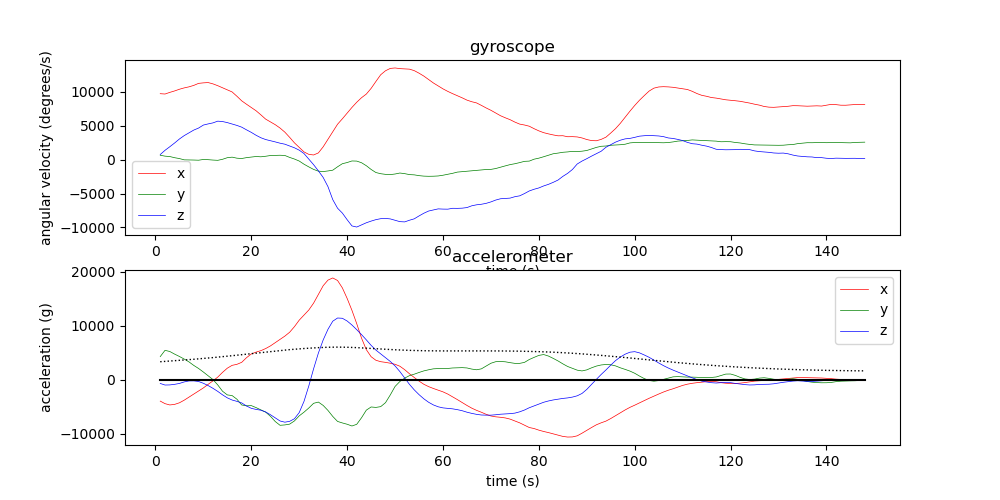 gyroscope
angular velocity (degrees/s)
10000
5000
0
−5000
−10000
x
y
z
0 20 40 60 80 100 120 140
time (s)
accelerometer
acceleration (g)
20000
10000
0
−10000
x
y
z
0 20 40 60 80 100 120 140
time (s)